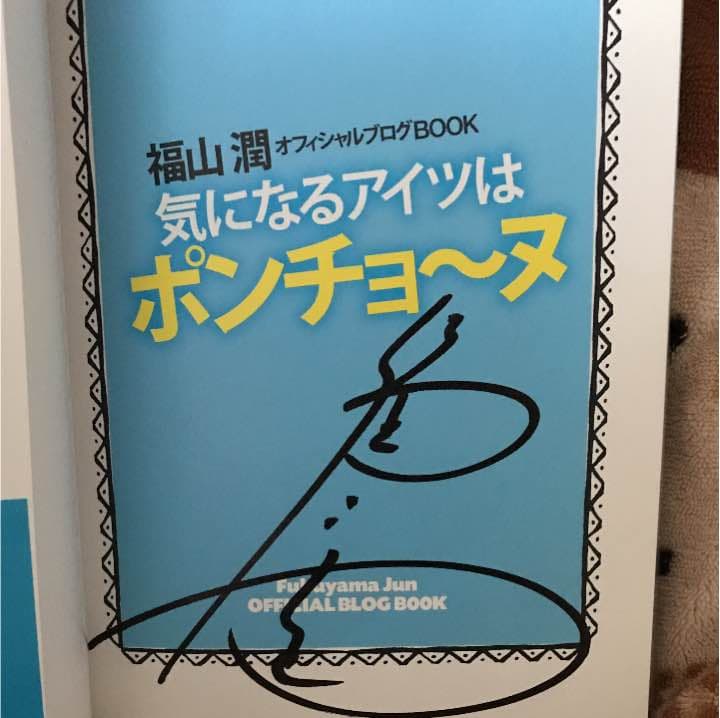 福山 潤 オフィシャルブログBOOK
気になるアイツは
ポンチョ～ヌ
Fukuyama Jun
OFFICIAL BLOG BOOK